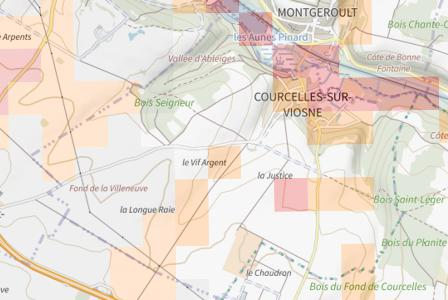 MONTGEROULT
Bois Chante-C
les Aunes Pinard
e Arpents
Vallée d'Ableiges
Côte de Bonne
Fontaine
Bois Seigneur
COURCELLES-SUR-
VIOSNE
Côte
le Vif Argent
la Justice
Fond de la Villeneuve
Bois Saint-Léger
la Longue Raie
Bois du Planite
le Chaudron
Bois du Fond de Courcelles
ve